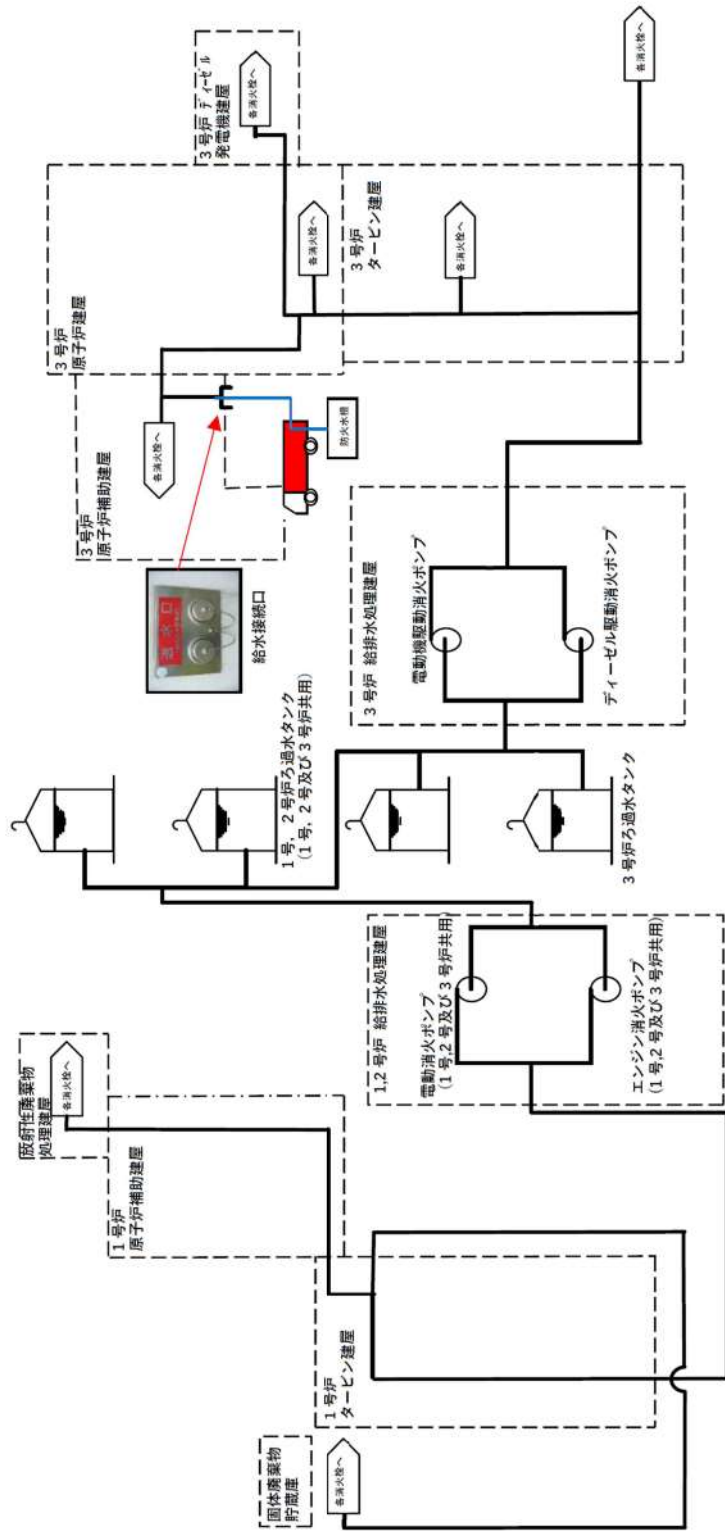 固体廃棄物
貯蔵庫
各消火栓へ
1号炉
タービン建屋
1号炉
原子炉補助建屋
放射性廃棄物
処理建屋
各消火栓へ
1,2号炉 給排水処理建屋
電動消火ポンプ
(1号,2号及び3号炉共用)
エンジン消火ポンプ
(1号,2号及び3号炉共用)
1号, 2号炉ろ過水タンク
(1号, 2号及び3号炉共用)
3号炉ろ過水タンク
送水口
給水接続口
3号炉 給排水処理建屋
電動機駆動消火ポンプ
ディーゼル駆動消火ポンプ
3号炉
原子炉補助建屋
各消火栓へ
防火水槽
3号炉
原子炉建屋
各消火栓へ
3号炉
タービン建屋
各消火栓へ
3号炉 ディーゼル
発電機建屋
各消火栓へ
各消火栓へ